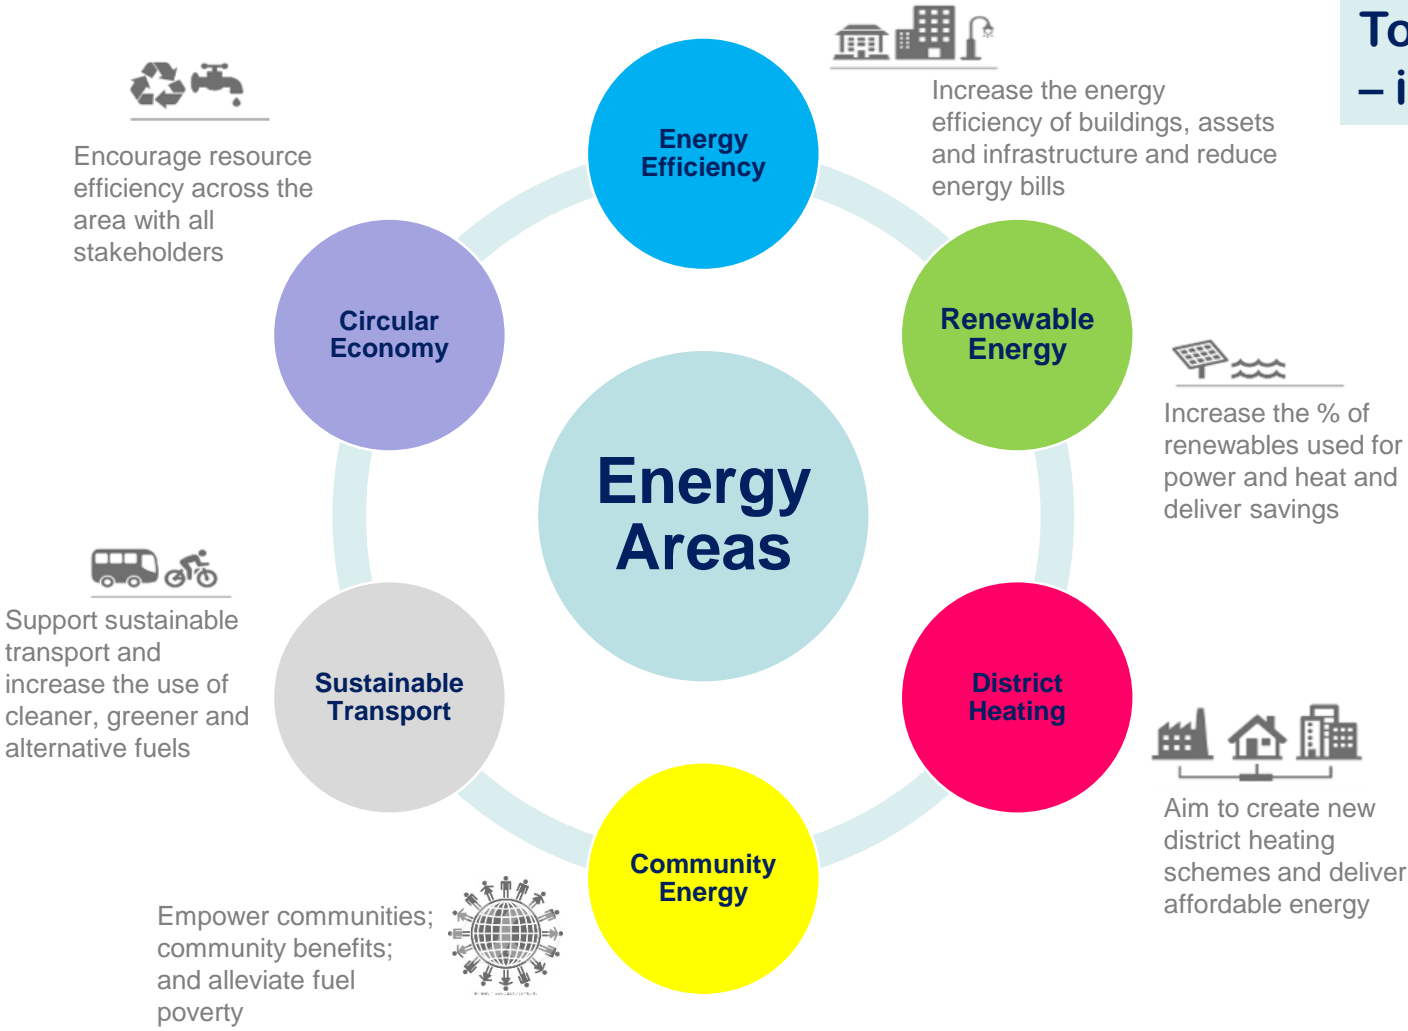 To
– i
Increase the energy
efficiency of buildings, assets
and infrastructure and reduce
energy bills
Encourage resource
efficiency across the
area with all
stakeholders
Energy
Efficiency
Circular
Economy
Renewable
Energy
Increase the % of
renewables used for
power and heat and
deliver savings
Energy
Areas
Support sustainable
transport and
increase the use of
cleaner, greener and
alternative fuels
Sustainable
Transport
District
Heating
Aim to create new
district heating
schemes and deliver
affordable energy
Community
Energy
Empower communities;
community benefits;
and alleviate fuel
poverty